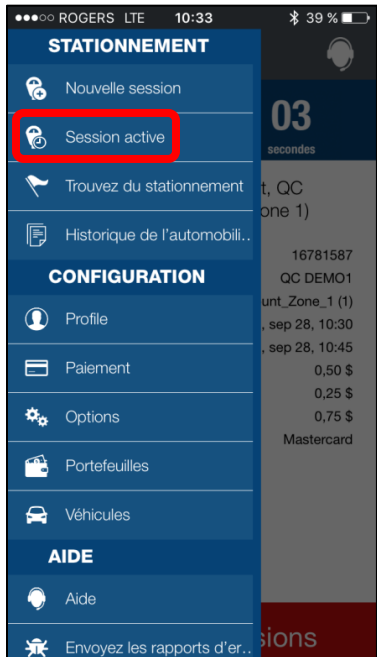 ROGERS LTE 10:33 39 %
STATIONNEMENT
Nouvelle session
03
Session active
secondes
Trouvez du stationnement
t, QC
one 1)
Historique de l'automobili..
16781587
CONFIGURATION
QC DEMO1
unt_Zone_1 (1)
Profile
, sep 28, 10:30
, sep 28, 10:45
Paiement
0,50 $
0,25 $
Options
0,75 $
Mastercard
Portefeuilles
Véhicules
AIDE
Aide
Envoyez les rapports d'er..
sions